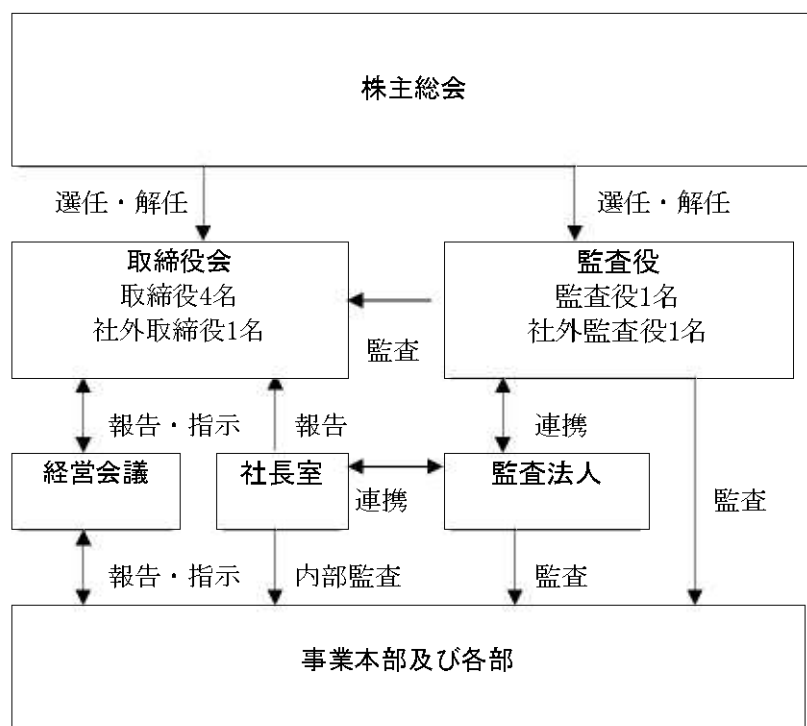 株主総会
選任・解任
選任・解任
取締役会
取締役4名
社外取締役1名
監査役
監査役1名
社外監査役1名
監査
報告・指示
報告
連携
経営会議
社長室
連携
監査法人
監査
報告・指示
内部監査
監査
事業本部及び各部